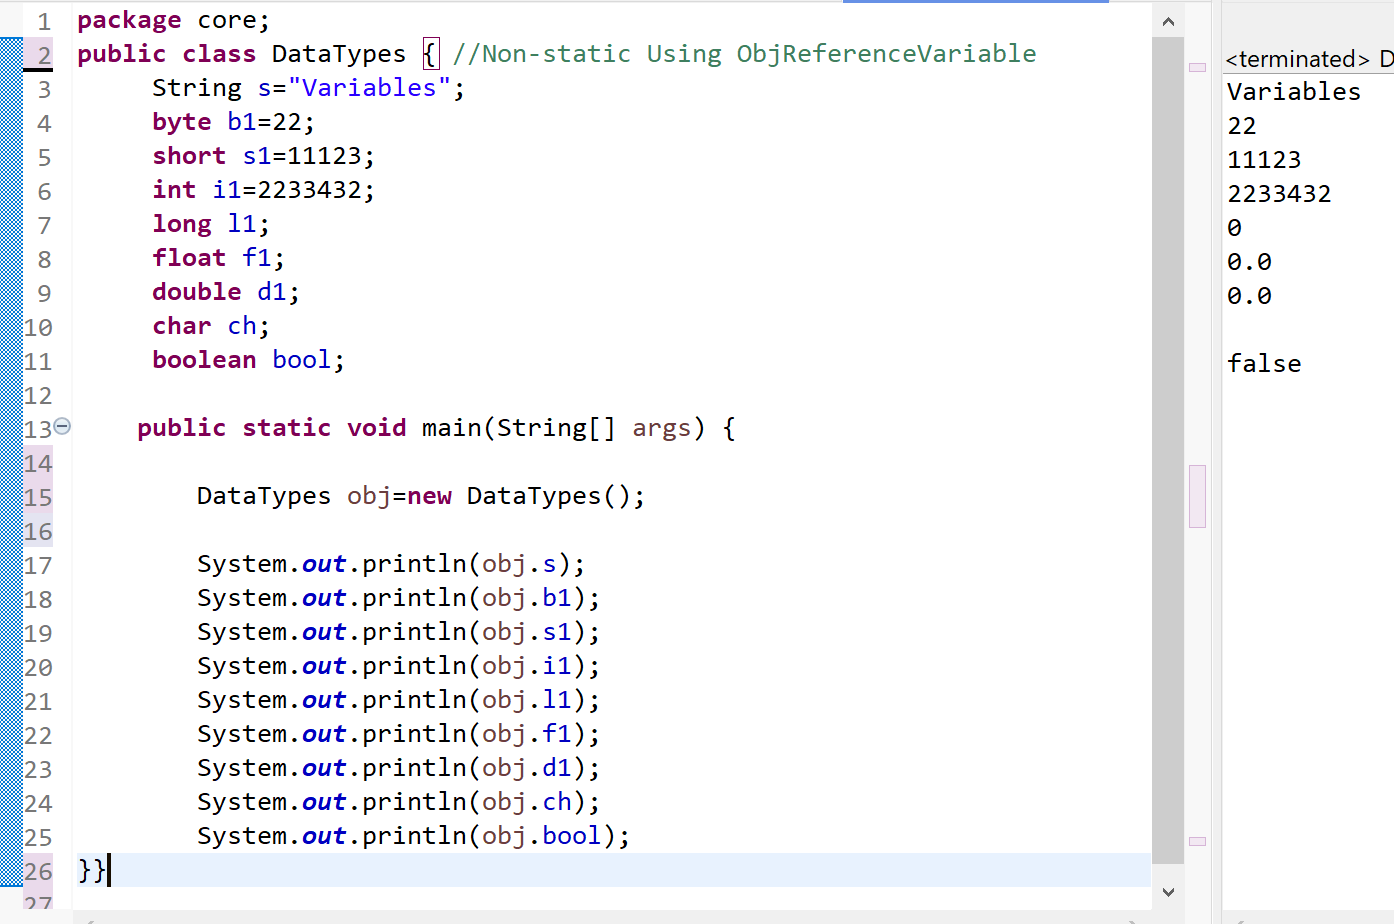 1 package core;
2 public class DataTypes { //Non-static Using ObjReferenceVariable
3 String s="Variables";
4 byte b1=22;
5 short s1=11123;
6 int i1=2233432;
7 long l1;
8 float f1;
9 double d1;
10 char ch;
11 boolean bool;
12
13 public static void main(String[] args) {
14
15 DataTypes obj=new DataTypes();
16
17 System.out.println(obj.s);
18 System.out.println(obj.b1);
19 System.out.println(obj.s1);
20 System.out.println(obj.i1);
21 System.out.println(obj.l1);
22 System.out.println(obj.f1);
23 System.out.println(obj.d1);
24 System.out.println(obj.ch);
25 System.out.println(obj.bool);
26 }}
27
<terminated> D
Variables
22
11123
2233432
0
0.0
0.0
false